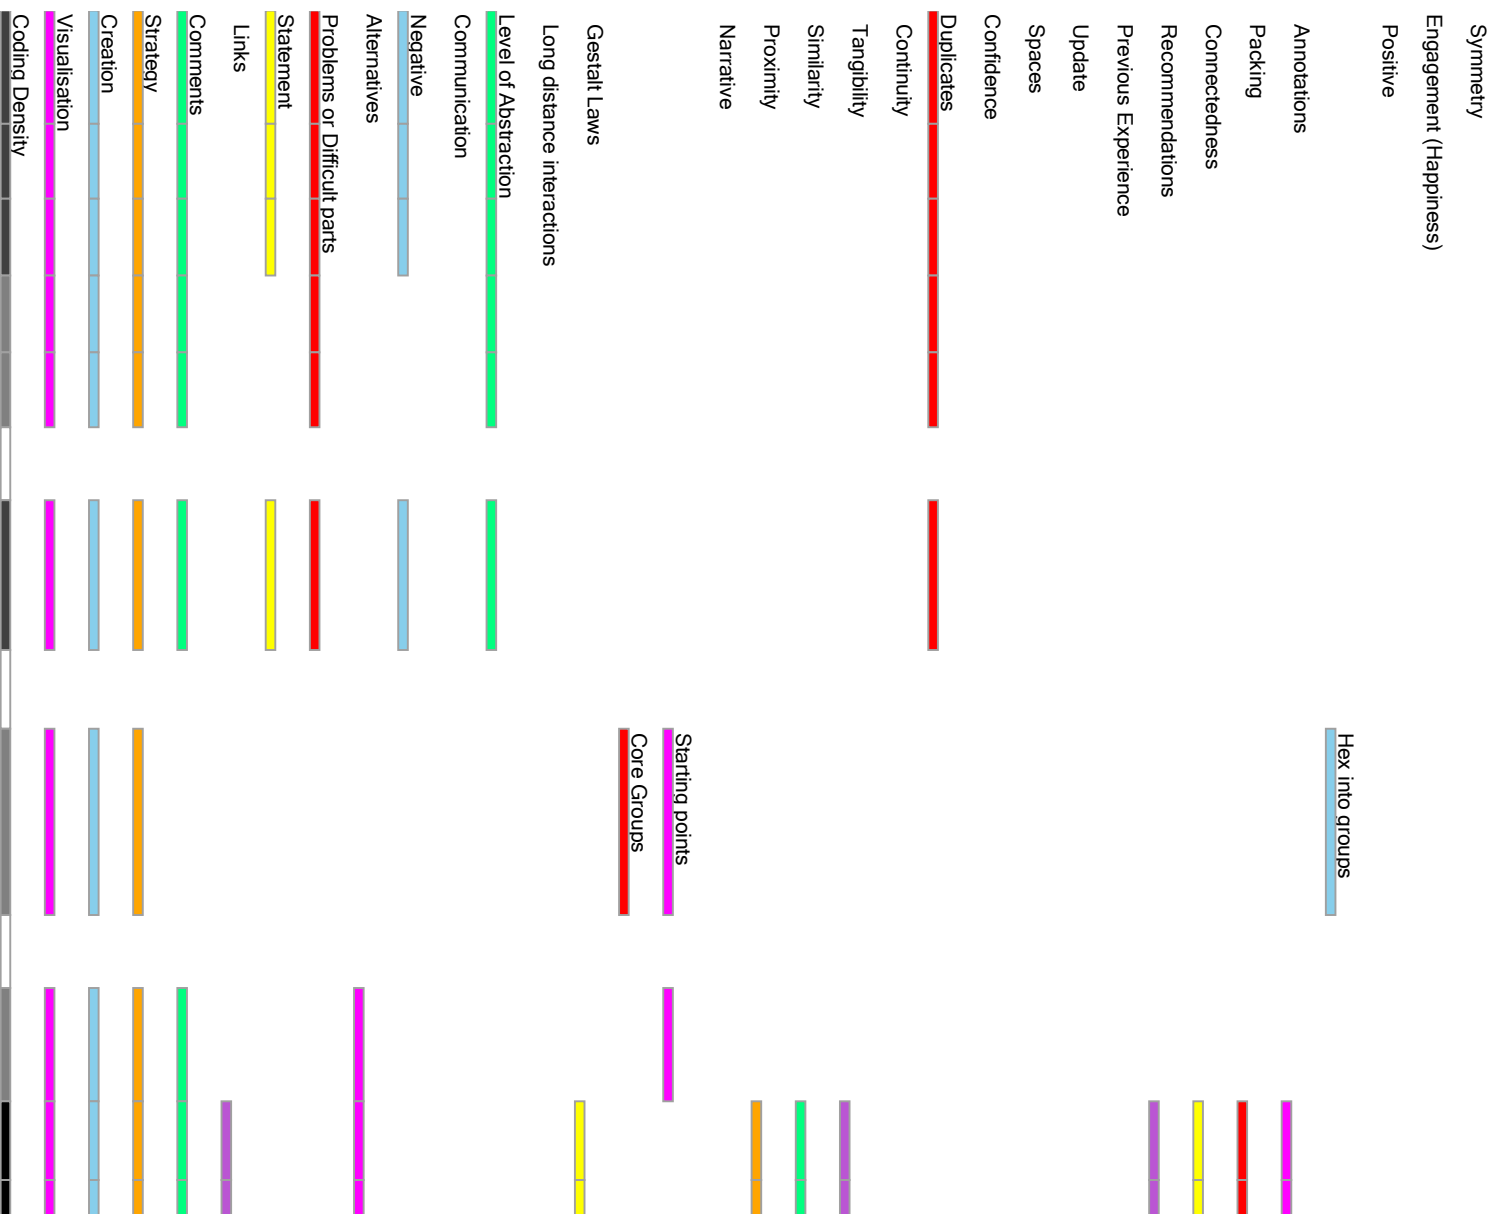 Coding Density
Visualisation
Creation
Strategy
Comments
Links
Statement
Problems or Difficult parts
Alternatives
Negative
Communication
Level of Abstraction
Long distance interactions
Gestalt Laws
Core Groups
Starting points
Narrative
Proximity
Similarity
Tangibility
Continuity
Duplicates
Confidence
Spaces
Update
Previous Experience
Recommendations
Connectedness
Packing
Annotations
Hex into groups
Positive
Engagement (Happiness)
Symmetry